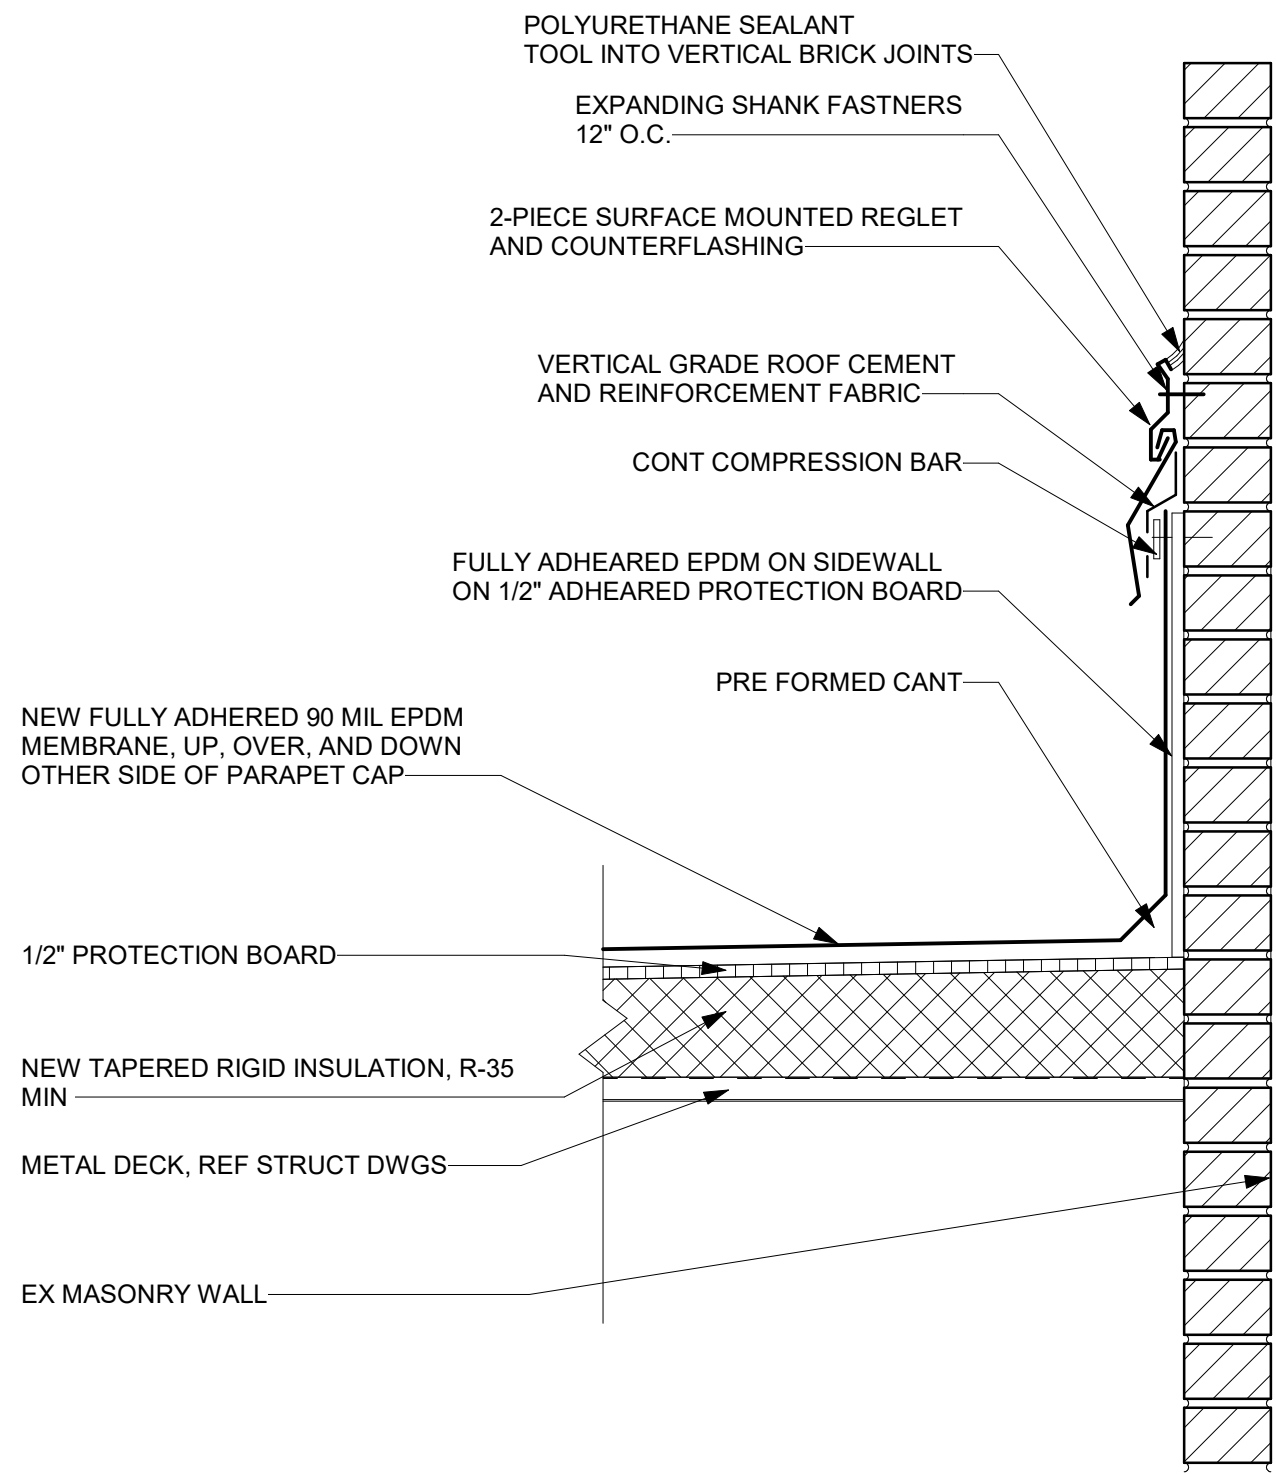 POLYURETHANE SEALANT
TOOL INTO VERTICAL BRICK JOINTS
EXPANDING SHANK FASTNERS
12" O.C.
2-PIECE SURFACE MOUNTED REGLET
AND COUNTERFLASHING
VERTICAL GRADE ROOF CEMENT
AND REINFORCEMENT FABRIC
CONT COMPRESSION BAR
FULLY ADHEARED EPDM ON SIDEWALL
ON 1/2" ADHEARED PROTECTION BOARD
PRE FORMED CANT
NEW FULLY ADHERED 90 MIL EPDM
MEMBRANE, UP, OVER, AND DOWN
OTHER SIDE OF PARAPET CAP
1/2" PROTECTION BOARD
NEW TAPERED RIGID INSULATION, R-35
MIN
METAL DECK, REF STRUCT DWGS
EX MASONRY WALL